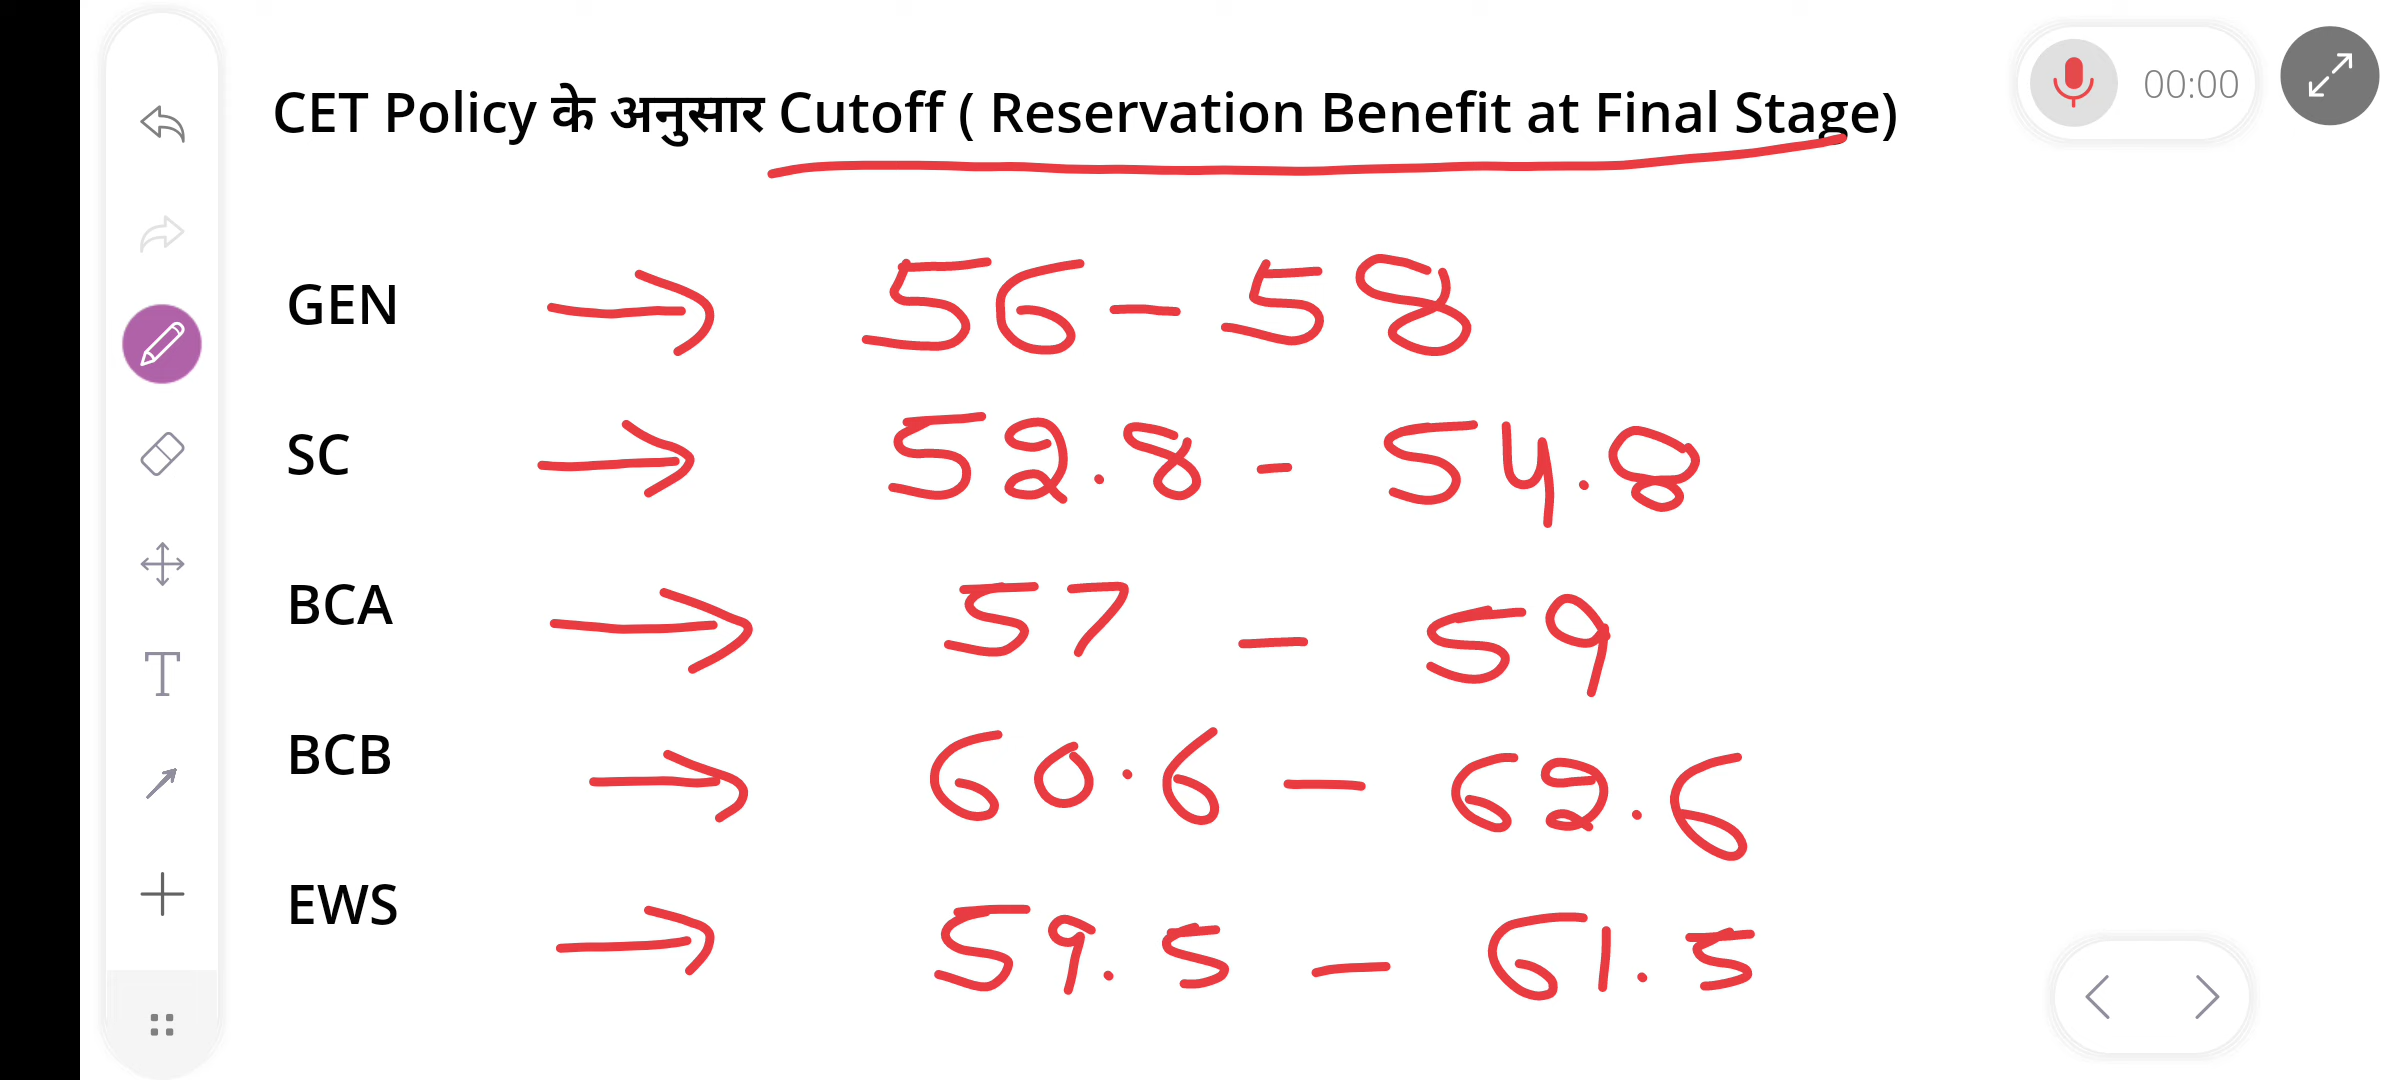 CET Policy के अनुसार Cutoff ( Reservation Benefit at Final Stage)
00:00
GEN → 56 - 58
SC → 52.8 - 54.8
BCA → 57 - 59
BCB → 60.6 - 62.6
T
EWS → 59.5 - 61.5